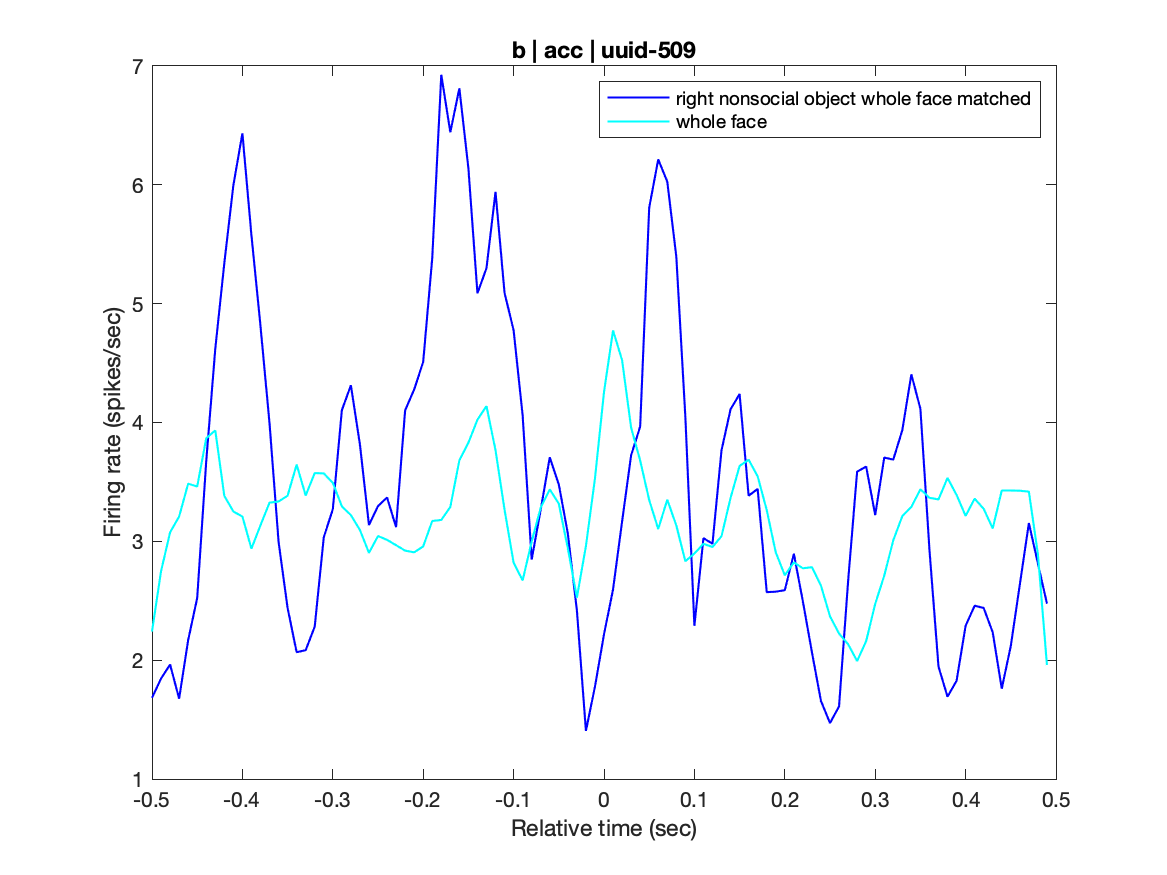 b | acc | uuid-509
right nonsocial object whole face matched
whole face
Firing rate (spikes/sec)
7
6
5
4
3
2
1
-0.5 -0.4 -0.3 -0.2 -0.1 0 0.1 0.2 0.3 0.4 0.5
Relative time (sec)